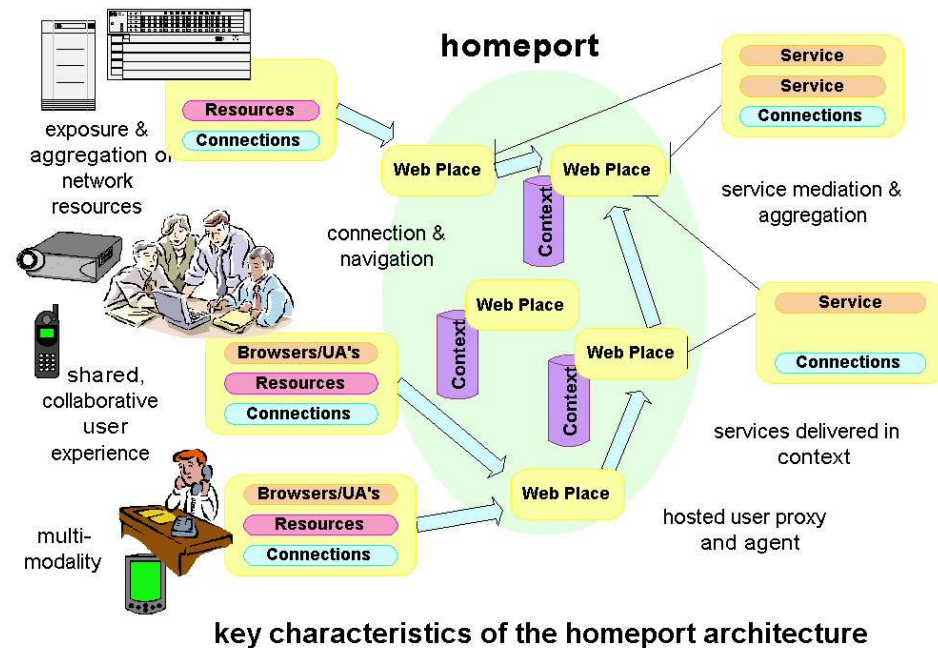 homeport
Service
Service
Connections
Resources
Connections
exposure &
aggregation of
network
resources
Web Place
Web Place
Context
service mediation &
aggregation
connection &
navigation
Web Place
Context
Service
Connections
Web Place
Context
Browsers/UA's
Resources
Connections
shared,
collaborative
user
experience
services delivered in
context
Browsers/UA's
Resources
Connections
Web Place
hosted user proxy
and agent
multi-
modality
key characteristics of the homeport architecture